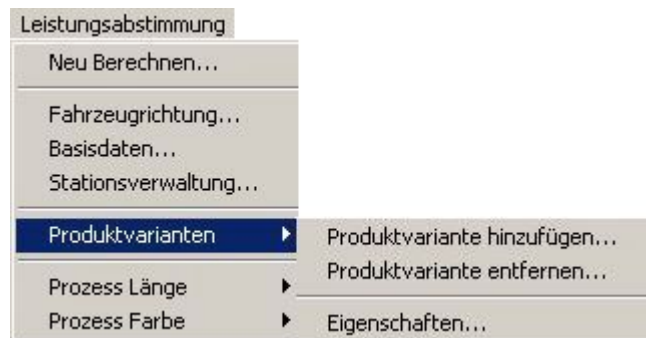 Leistungsabstimmung
Neu Berechnen...
Fahrzeugrichtung...
Basisdaten...
Stationsverwaltung...
Produktvarianten
Produktvariante hinzufügen...
Produktvariante entfernen...
Prozess Länge
Prozess Farbe
Eigenschaften...